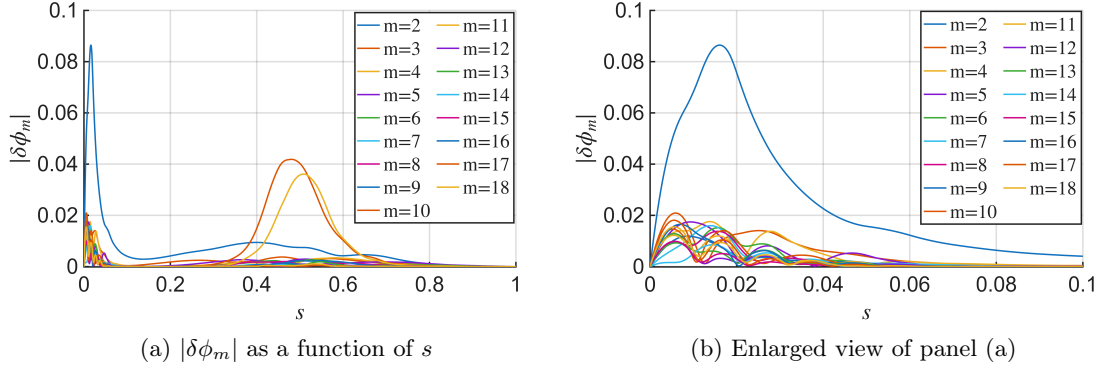 0.1
0.08
0.06
0.04
0.02
0
|δϕₘ|
0 0.2 0.4 0.6 0.8 1
s
m=2 m=11
m=3 m=12
m=4 m=13
m=5 m=14
m=6 m=15
m=7 m=16
m=8 m=17
m=9 m=18
m=10
(a) |δϕₘ| as a function of s
0.1
0.08
0.06
0.04
0.02
0
|δϕₘ|
0 0.02 0.04 0.06 0.08 0.1
s
m=2 m=11
m=3 m=12
m=4 m=13
m=5 m=14
m=6 m=15
m=7 m=16
m=8 m=17
m=9 m=18
m=10
(b) Enlarged view of panel (a)